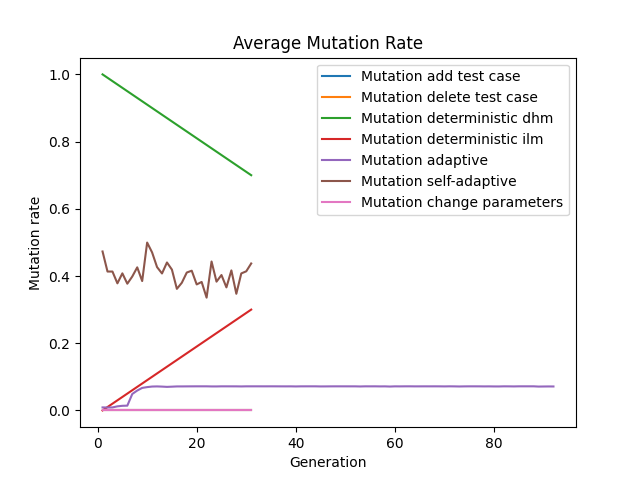 Average Mutation Rate
Mutation add test case
Mutation delete test case
Mutation deterministic dhm
Mutation deterministic ilm
Mutation adaptive
Mutation self-adaptive
Mutation change parameters
Mutation rate
1.0
0.8
0.6
0.4
0.2
0.0
0 20 40 60 80
Generation